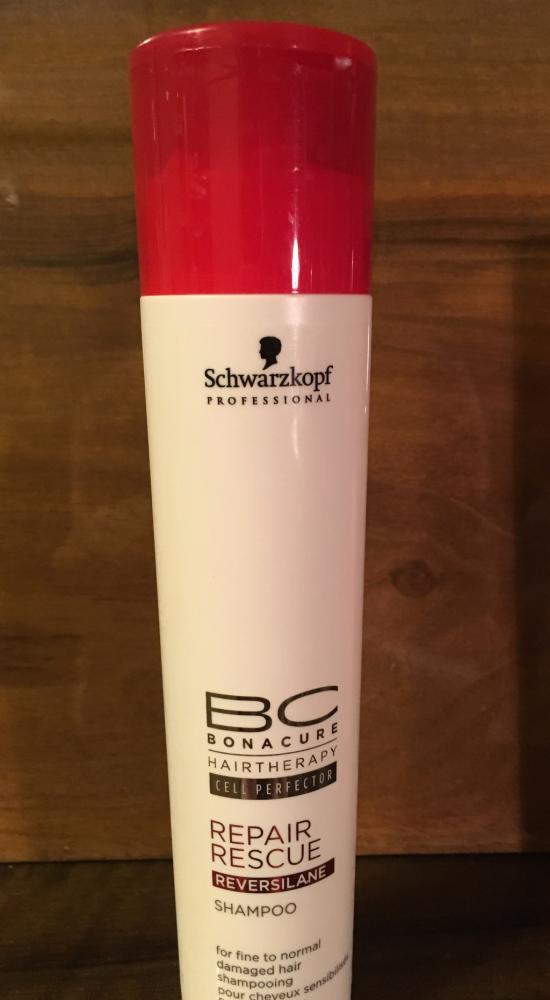 Schwarzkopf
PROFESSIONAL
BC
BONACURE
HAIRTHERAPY
CELL PERFECTOR
REPAIR
RESCUE
REVERSILANE
SHAMPOO
for fine to normal
damaged hair
shampooing
pour cheveux sensibilisés